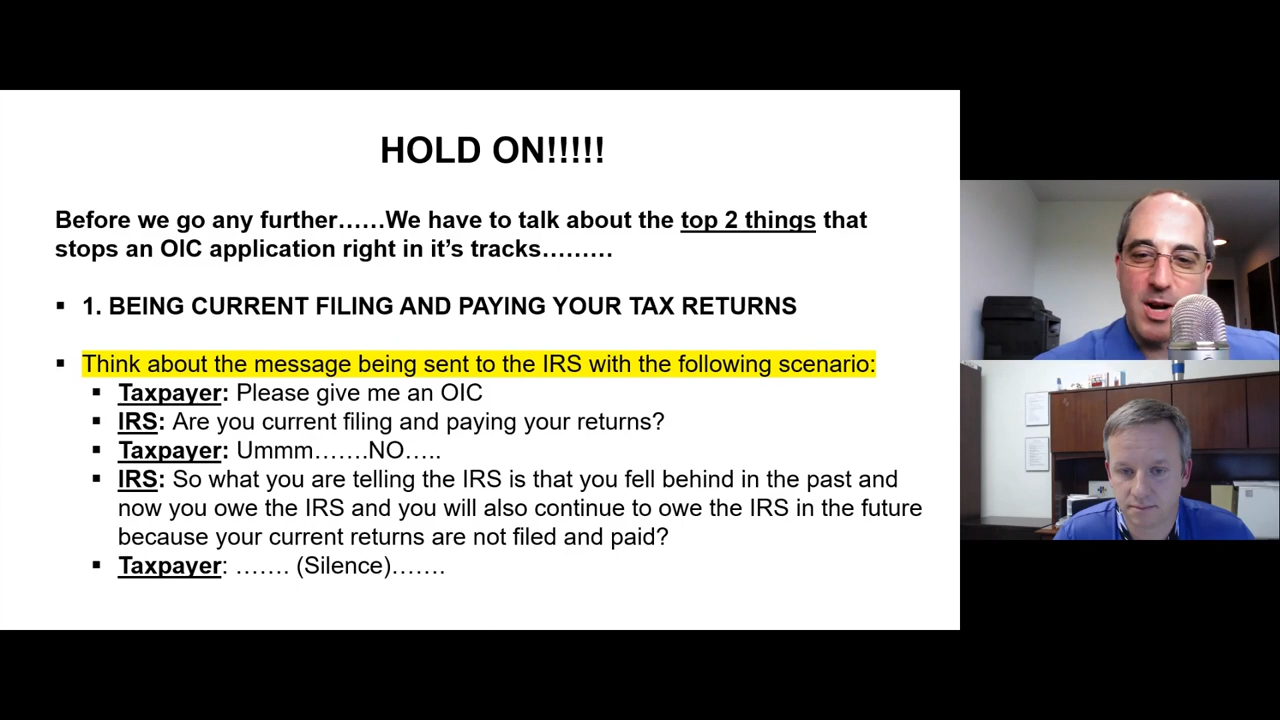 HOLD ON!!!!!
Before we go any further……We have to talk about the top 2 things that
stops an OIC application right in it’s tracks………
▪ 1. BEING CURRENT FILING AND PAYING YOUR TAX RETURNS
▪ Think about the message being sent to the IRS with the following scenario:
▪ Taxpayer: Please give me an OIC
▪ IRS: Are you current filing and paying your returns?
▪ Taxpayer: Ummm…….NO…..
▪ IRS: So what you are telling the IRS is that you fell behind in the past and
now you owe the IRS and you will also continue to owe the IRS in the future
because your current returns are not filed and paid?
▪ Taxpayer: ……. (Silence)…….